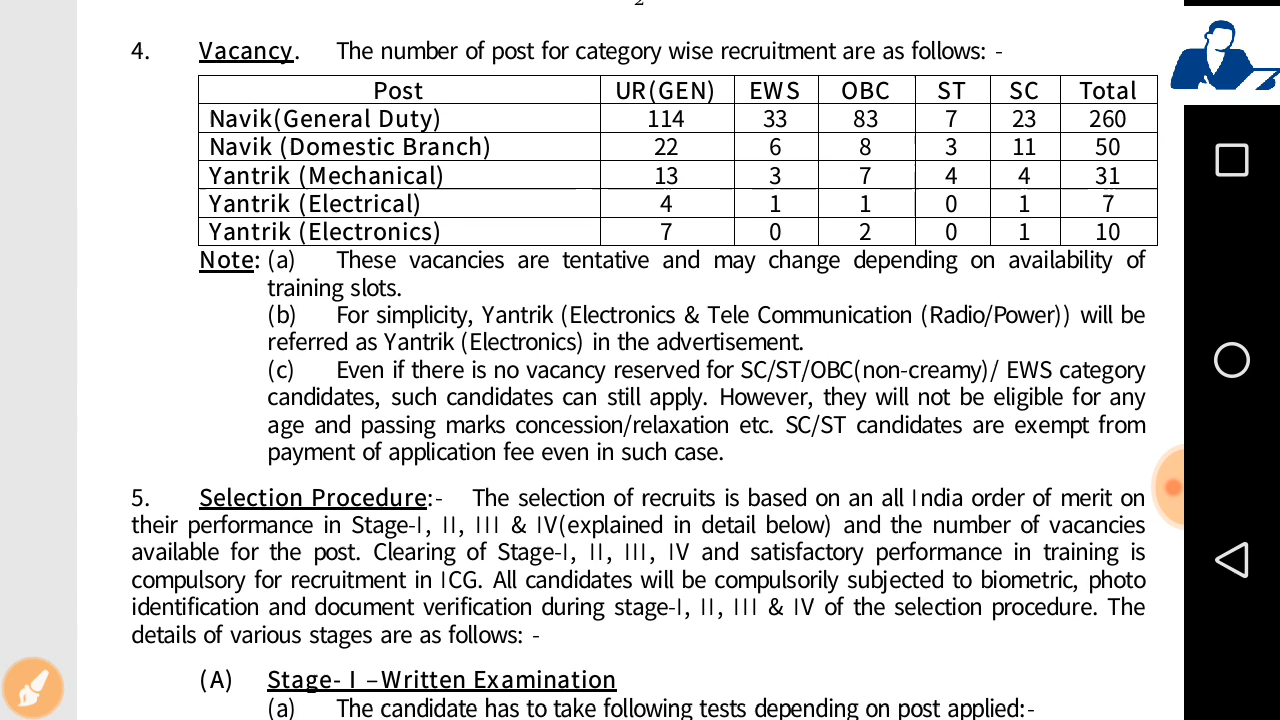 2
4. Vacancy. The number of post for category wise recruitment are as follows: -
Post UR(GEN) EWS OBC ST SC Total
Navik(General Duty) 114 33 83 7 23 260
Navik (Domestic Branch) 22 6 8 3 11 50
Yantrik (Mechanical) 13 3 7 4 4 31
Yantrik (Electrical) 4 1 1 0 1 7
Yantrik (Electronics) 7 0 2 0 1 10
Note: (a) These vacancies are tentative and may change depending on availability of
training slots.
(b) For simplicity, Yantrik (Electronics & Tele Communication (Radio/Power)) will be
referred as Yantrik (Electronics) in the advertisement.
(c) Even if there is no vacancy reserved for SC/ST/OBC(non-creamy)/ EWS category
candidates, such candidates can still apply. However, they will not be eligible for any
age and passing marks concession/relaxation etc. SC/ST candidates are exempt from
payment of application fee even in such case.
5. Selection Procedure:- The selection of recruits is based on an all India order of merit on
their performance in Stage-I, II, III & IV(explained in detail below) and the number of vacancies
available for the post. Clearing of Stage-I, II, III, IV and satisfactory performance in training is
compulsory for recruitment in ICG. All candidates will be compulsorily subjected to biometric, photo
identification and document verification during stage-I, II, III & IV of the selection procedure. The
details of various stages are as follows: -
(A) Stage- I –Written Examination
(a) The candidate has to take following tests depending on post applied:-